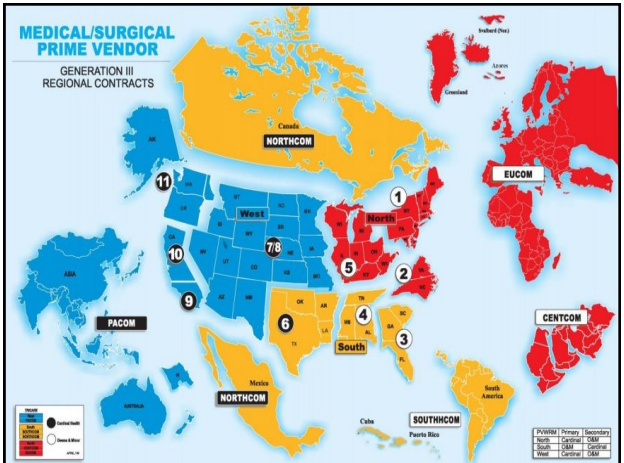 MEDICAL/SURGICAL
PRIME VENDOR
GENERATION III
REGIONAL CONTRACTS
Svalbard (Nor.)
Azores
Greenland
Canada
NORTHCOM
EUCOM
AK
11
WA
OR
MT
ND
MN
West
ID
WY
SD
1
North
WI
MI
NY
PA
ASIA
CA
10
NV
UT
CO
7/8
NE
IA
KS
MO
IL
IN
OH
5
KY
WV
VA
2
NC
9
AZ
NM
PACOM
OK
AR
6
TX
LA
TN
MS
4
AL
South
SC
GA
3
FL
CENTCOM
AUSTRALIA
Mexico
NORTHCOM
South
America
Cuba
Puerto Rico
SOUTHHCOM
Cardinal Health
Owens & Minor
PVWRM Primary Secondary
North Cardinal O&M
South O&M Cardinal
West Cardinal O&M